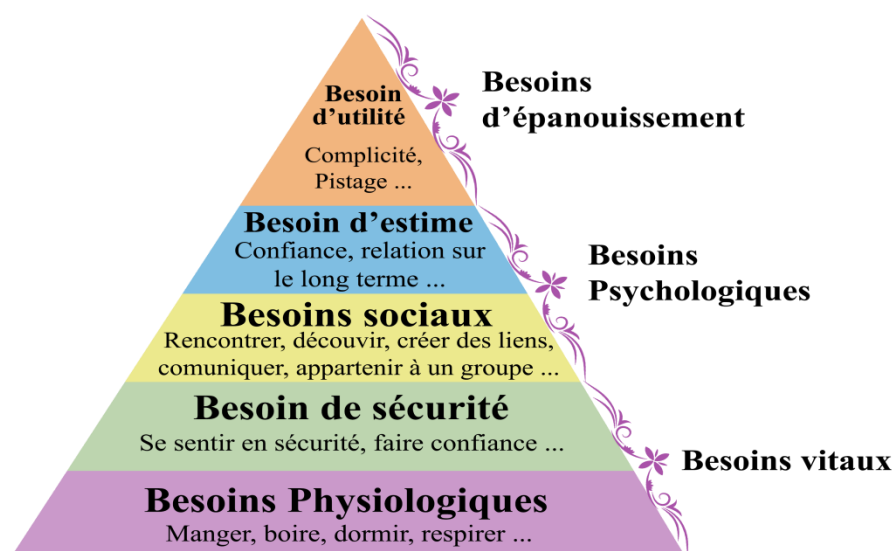 Besoin
d'utilité
Complicité,
Pistage ...
Besoins
d'épanouissement
Besoin d'estime
Confiance, relation sur
le long terme ...
Besoins
Psychologiques
Besoins sociaux
Rencontrer, découvir, créer des liens,
comuniquer, appartenir à un groupe ...
Besoin de sécurité
Se sentir en sécurité, faire confiance ...
Besoins vitaux
Besoins Physiologiques
Manger, boire, dormir, respirer ...